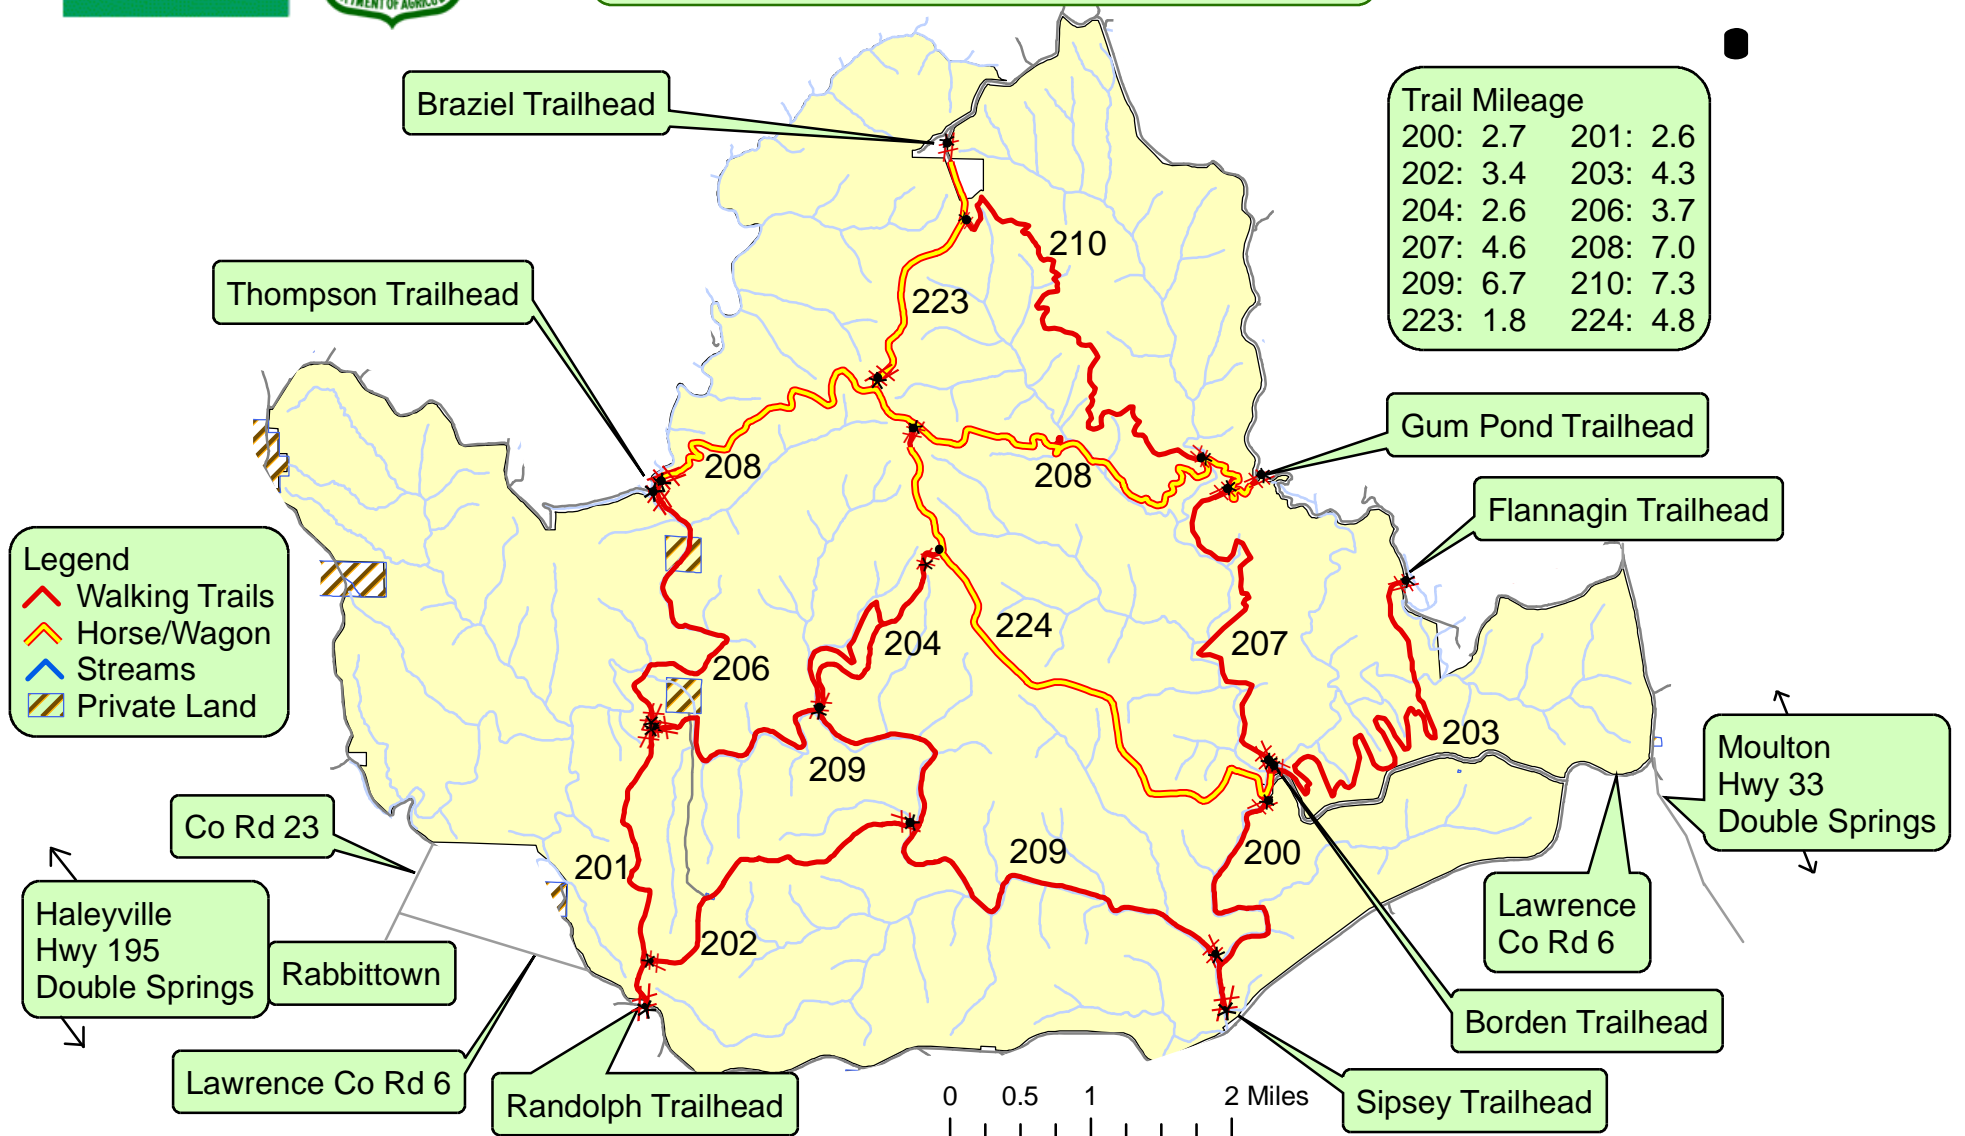 MENT OF AGRICU
Braziel Trailhead
Trail Mileage
200: 2.7 201: 2.6
202: 3.4 203: 4.3
204: 2.6 206: 3.7
207: 4.6 208: 7.0
209: 6.7 210: 7.3
223: 1.8 224: 4.8
210
Thompson Trailhead
223
Gum Pond Trailhead
208
208
Flannagin Trailhead
Legend
Walking Trails
Horse/Wagon
Streams
Private Land
224
207
204
206
203
Moulton
Hwy 33
Double Springs
209
Co Rd 23
209
200
201
Haleyville
Hwy 195
Double Springs
Lawrence
Co Rd 6
202
Rabbittown
Borden Trailhead
Lawrence Co Rd 6
Randolph Trailhead
0 0.5 1 2 Miles
Sipsey Trailhead